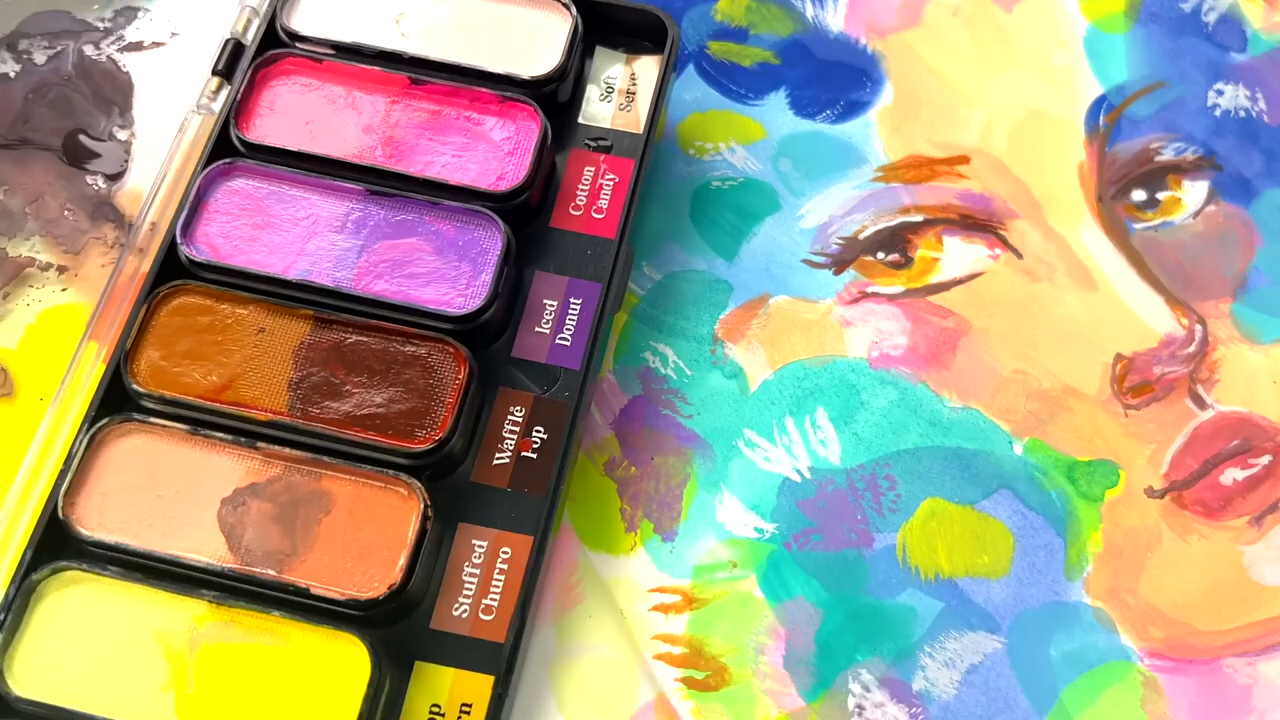 Soft
Serve
Cotton
Candy
Iced
Donut
Waffle
Pop
Stuffed
Churro